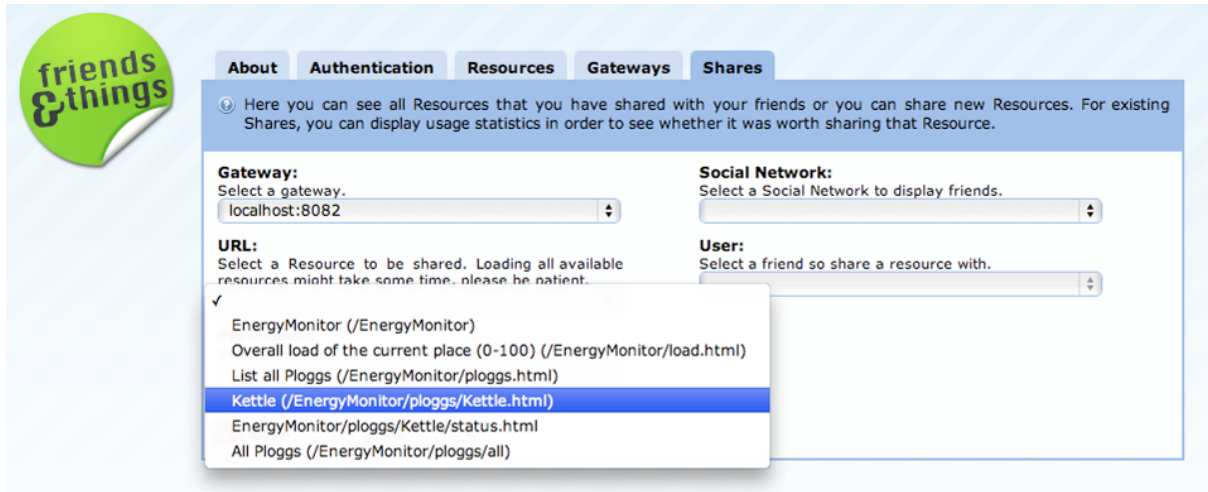 friends
&things
About Authentication Resources Gateways Shares
Here you can see all Resources that you have shared with your friends or you can share new Resources. For existing
Shares, you can display usage statistics in order to see whether it was worth sharing that Resource.
Gateway:
Select a gateway.
localhost:8082
Social Network:
Select a Social Network to display friends.
URL:
Select a Resource to be shared. Loading all available
resources might take some time, please be patient.
User:
Select a friend so share a resource with.
✓
EnergyMonitor (/EnergyMonitor)
Overall load of the current place (0-100) (/EnergyMonitor/load.html)
List all Ploggs (/EnergyMonitor/ploggs.html)
Kettle (/EnergyMonitor/ploggs/Kettle.html)
EnergyMonitor/ploggs/Kettle/status.html
All Ploggs (/EnergyMonitor/ploggs/all)